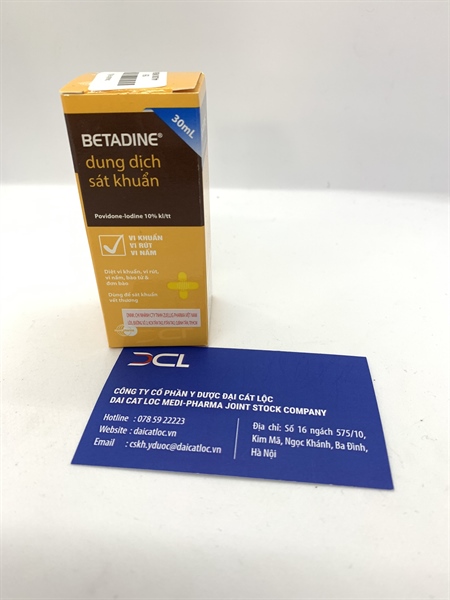 BETADINE®
30mL
dung dịch
sát khuẩn
Povidone-Iodine 10% kl/tt
VI KHUẨN
VI RÚT
VI NẤM
Diệt vi khuẩn, vi rút,
vi nấm, bào tử &
đơn bào
Dùng để sát khuẩn
vết thương
DCL
CÔNG TY CỔ PHẦN Y DƯỢC ĐẠI CÁT LỘC
DAI CAT LOC MEDI-PHARMA JOINT STOCK COMPANY
Hotline : 078 59 22223
Website : daicatloc.vn
Email : cskh.yduoc@daicatloc.vn
Địa chỉ: Số 16 ngách 575/10,
Kim Mã, Ngọc Khánh, Ba Đình,
Hà Nội